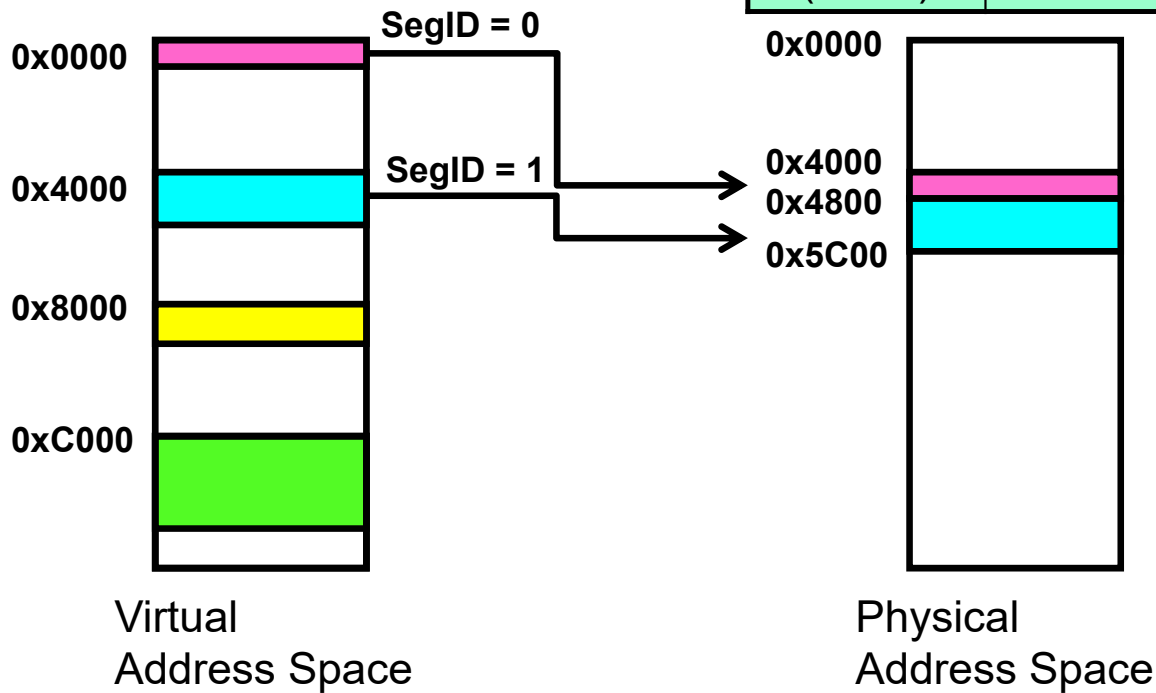 SegID = 0
0x0000
0x0000
SegID = 1
0x4000
0x4000
0x4800
0x5C00
0x8000
0xC000
Virtual
Address Space
Physical
Address Space